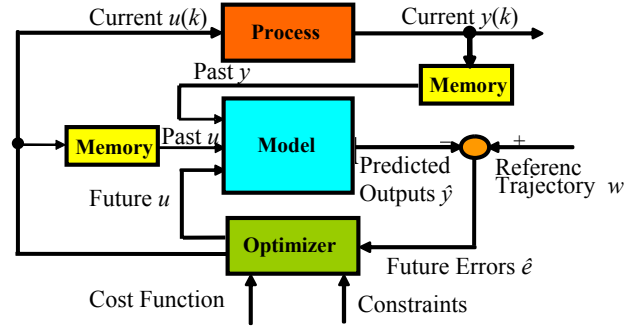 Current u(k)
Process
Current y(k)
Past y
Memory
Memory
Past u
Model
− +
Predicted
Outputs ŷ
Referenc
Trajectory w
Future u
Optimizer
Future Errors ê
Cost Function
Constraints